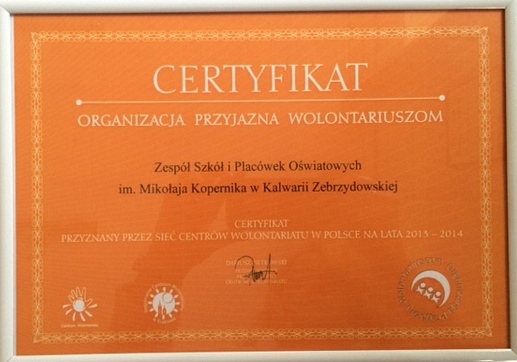 CERTYFIKAT
ORGANIZACJA PRZYJAZNA WOLONTARIUSZOM
Zespół Szkół i Placówek Oświatowych
im. Mikołaja Kopernika w Kalwarii Zebrzydowskiej
CERTYFIKAT
PRZYZNANY PRZEZ SIEĆ CENTRÓW WOLONTARIATU W POLSCE NA LATA 2013 – 2014